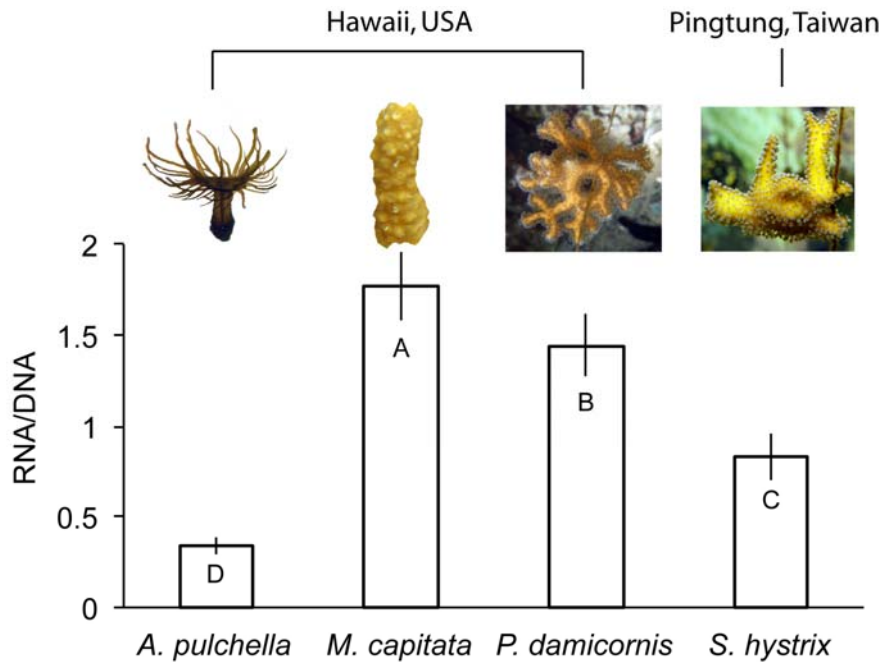 Hawaii, USA
Pingtung, Taiwan
2
1.5
1
0.5
0
RNA/DNA
A
B
C
D
A. pulchella
M. capitata
P. damicornis
S. hystrix